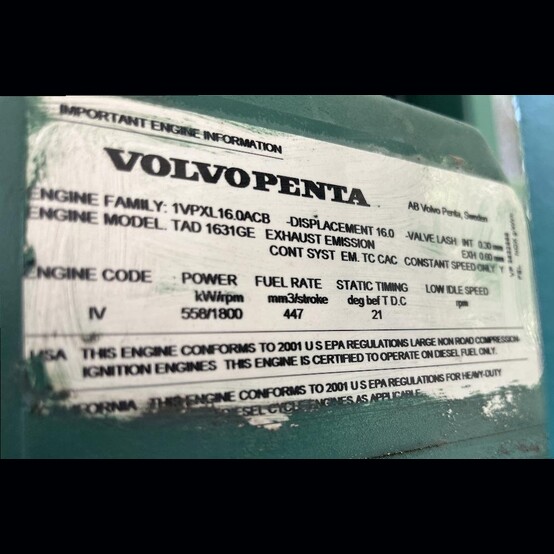 IMPORTANT ENGINE INFORMATION
VOLVO PENTA
AB Volvo Penta, Sweden
ENGINE FAMILY: 1VPXL16.0ACB -DISPLACEMENT 16.0 -VALVE LASH INT 0.30 mm
ENGINE MODEL. TAD 1631GE EXHAUST EMISSION EXH 0.60 mm
CONT SYST EM. TC CAC CONSTANT SPEED ONLY
ENGINE CODE POWER FUEL RATE STATIC TIMING LOW IDLE SPEED
kW/rpm mm3/stroke deg bef T D C rpm
IV 558/1800 447 21
THIS ENGINE CONFORMS TO 2001 U S EPA REGULATIONS LARGE NON ROAD COMPRESSION-
IGNITION ENGINES THIS ENGINE IS CERTIFIED TO OPERATE ON DIESEL FUEL ONLY.
THIS ENGINE CONFORMS TO 2001 U S EPA REGULATIONS FOR HEAVY-DUTY
DIESEL CYCLE ENGINES AS APPLICABLE